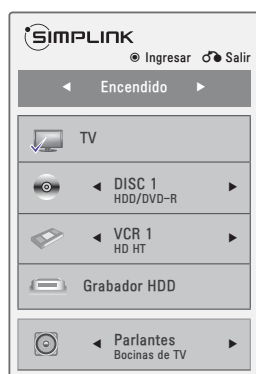 SIMPLINK
Ingresar Salir
Encendido
TV
DISC 1
HDD/DVD-R
VCR 1
HD HT
Grabador HDD
Parlantes
Bocinas de TV